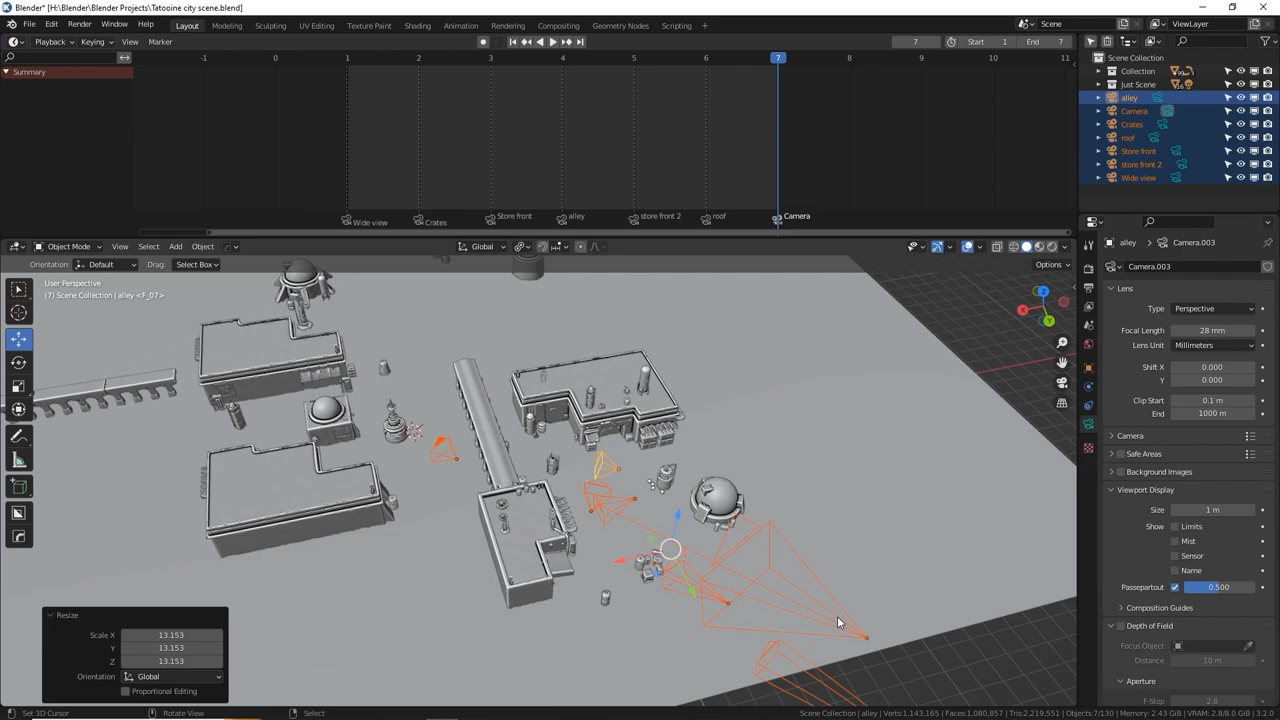 Blender* [H:\Blender\Blender Projects\Tatooine city scene.blend]
File Edit Render Window Help Layout Modeling Sculpting UV Editing Texture Paint Shading Animation Rendering Compositing Geometry Nodes Scripting + Scene ViewLayer
Playback Keying View Marker 7 Start 1 End 7
Summary
-1 0 1 2 3 4 5 6 7 8 9 10 11
Wide view Crates Store front alley store front 2 roof Camera
Scene Collection
Collection
Just Scene
alley
Camera
Crates
roof
Store front
store front 2
Wide view
Object Mode View Select Add Object Global
Orientation: Default Drag: Select Box Options
User Perspective
(7) Scene Collection | alley <F_07>
X Y Z
alley > Camera.003
Camera.003
Lens
Type Perspective
Focal Length 28 mm
Lens Unit Millimeters
Shift X 0.000
Y 0.000
Clip Start 0.1 m
End 1000 m
Camera
Safe Areas
Background Images
Viewport Display
Size 1 m
Show Limits
Mist
Sensor
Name
Passepartout 0.500
Composition Guides
Depth of Field
Focus Object
Distance 10 m
Aperture
F-Stop 2.8
Resize
Scale X 13.153
Y 13.153
Z 13.153
Orientation Global
Proportional Editing
Set 3D Cursor Rotate View Select Scene Collection | alley | Verts:1,143,165 | Faces:1,080,857 | Tris:2,219,551 | Objects:7/130 | Memory: 2.43 GiB | VRAM: 2.8/8.0 GiB | 3.2.0